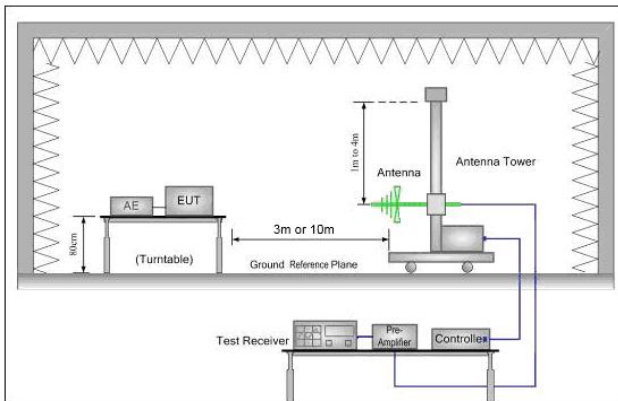 1m to 4m
Antenna
Antenna Tower
AE
EUT
3m or 10m
80cm
(Turntable)
Ground Reference Plane
Test Receiver
Pre-
Amplifier
Controlle